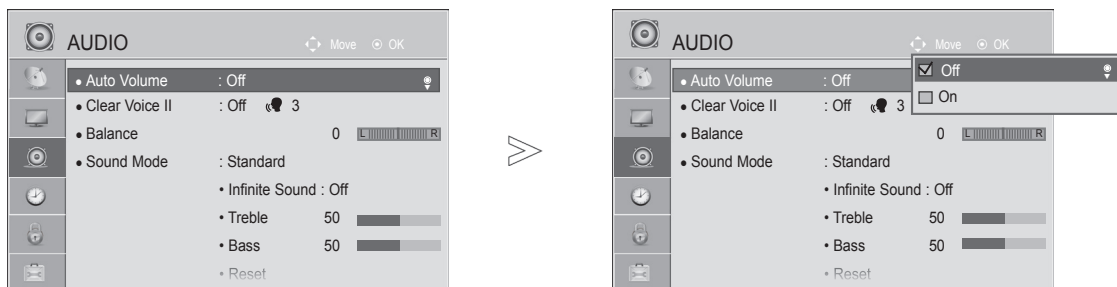 AUDIO Move OK
• Auto Volume : Off
• Clear Voice II : Off 3
• Balance 0 L R
• Sound Mode : Standard
• Infinite Sound : Off
• Treble 50
• Bass 50
• Reset
AUDIO Move OK
• Auto Volume : Off
Off
On
• Clear Voice II : Off 3
• Balance 0 L R
• Sound Mode : Standard
• Infinite Sound : Off
• Treble 50
• Bass 50
• Reset